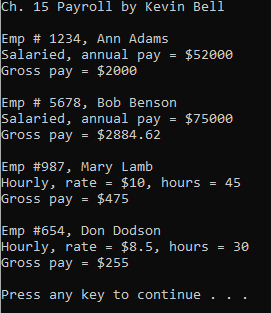 Ch. 15 Payroll by Kevin Bell
Emp # 1234, Ann Adams
Salaried, annual pay = $52000
Gross pay = $2000
Emp # 5678, Bob Benson
Salaried, annual pay = $75000
Gross pay = $2884.62
Emp #987, Mary Lamb
Hourly, rate = $10, hours = 45
Gross pay = $475
Emp #654, Don Dodson
Hourly, rate = $8.5, hours = 30
Gross pay = $255
Press any key to continue . . .